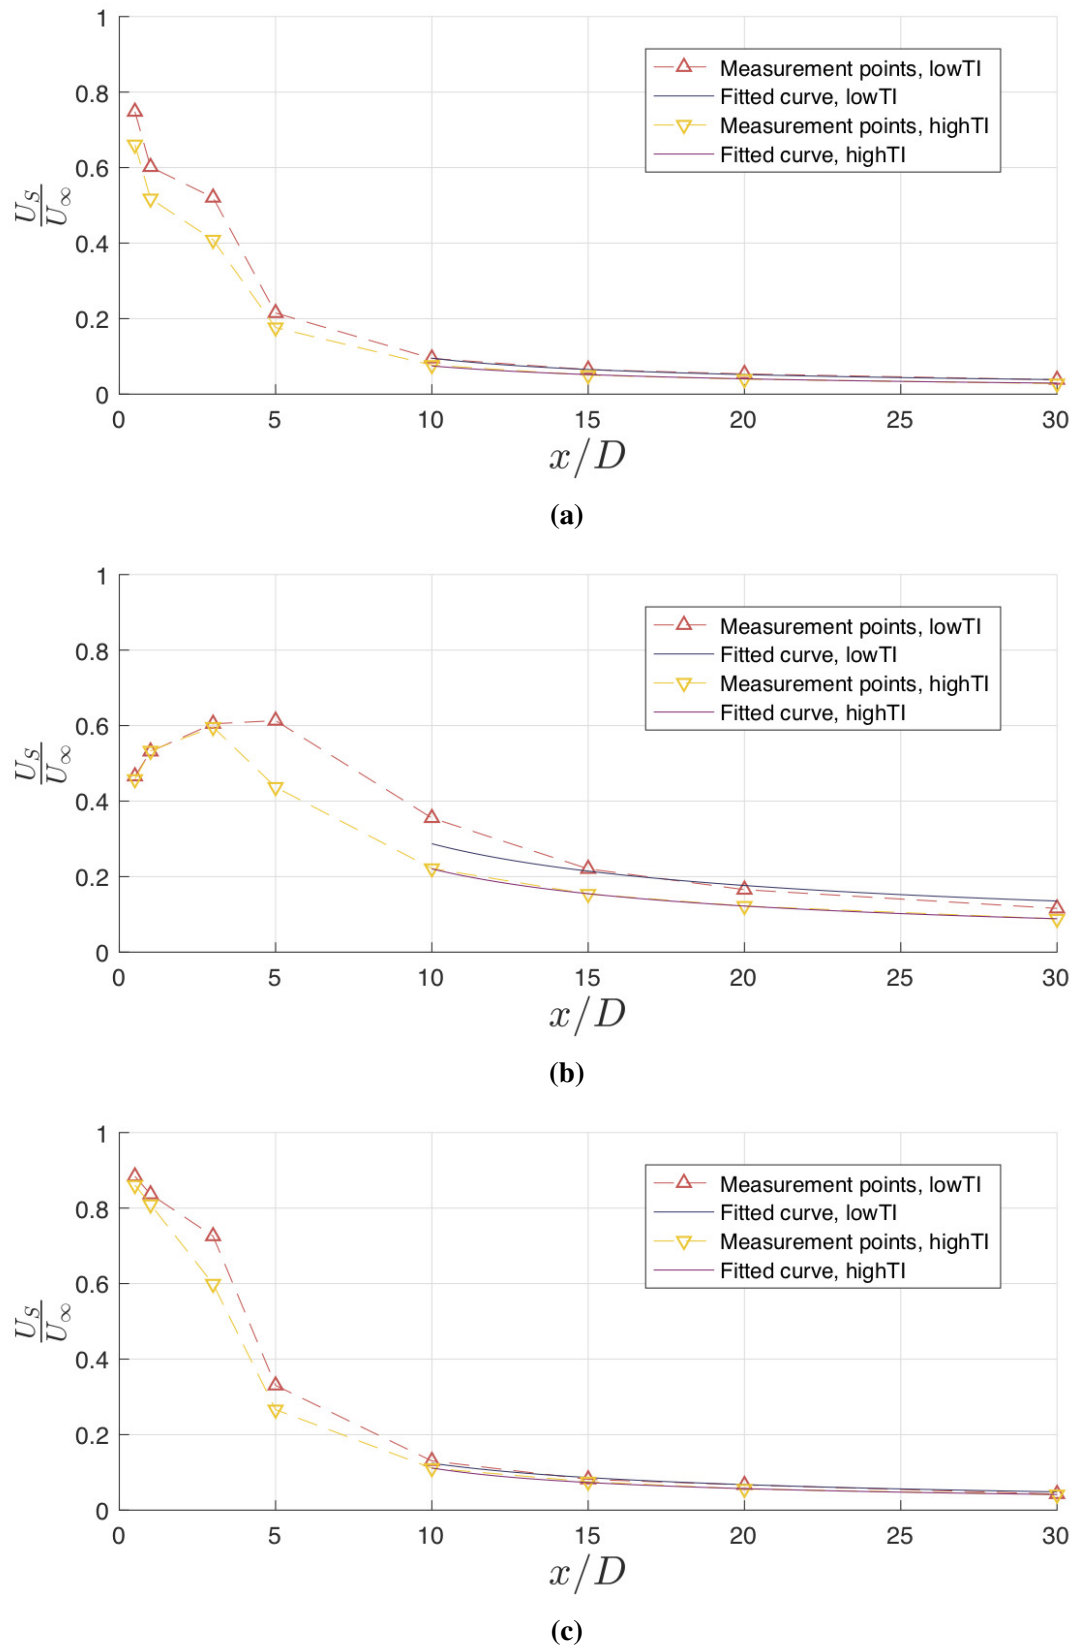 1
0.8
0.6
0.4
0.2
0
U_S
U_∞
Measurement points, lowTI
Fitted curve, lowTI
Measurement points, highTI
Fitted curve, highTI
0 5 10 15 20 25 30
x/D
(a)
1
0.8
0.6
0.4
0.2
0
U_S
U_∞
Measurement points, lowTI
Fitted curve, lowTI
Measurement points, highTI
Fitted curve, highTI
0 5 10 15 20 25 30
x/D
(b)
1
0.8
0.6
0.4
0.2
0
U_S
U_∞
Measurement points, lowTI
Fitted curve, lowTI
Measurement points, highTI
Fitted curve, highTI
0 5 10 15 20 25 30
x/D
(c)